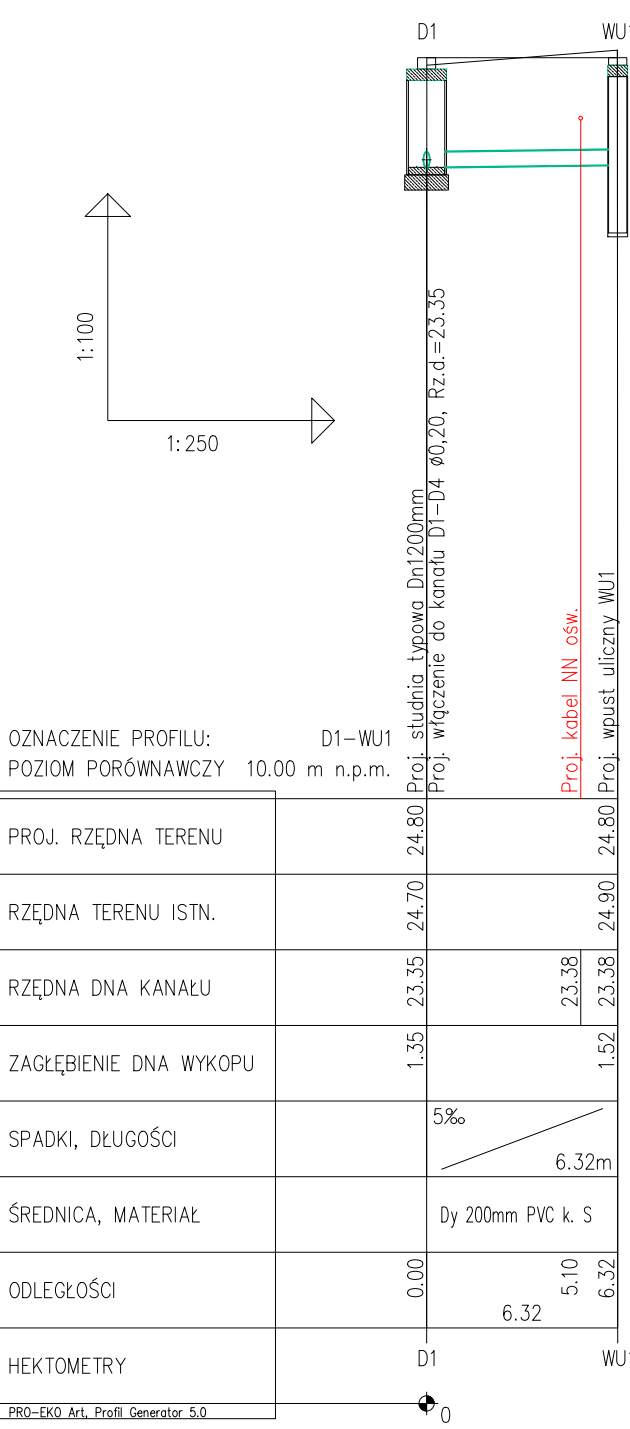 D1
WU1
1:100
1:250
Proj. studnia typowa Dn1200mm
Proj. włączenie do kanału D1-D4 ø0,20, Rz.d.=23.35
Proj. kabel NN ośw.
Proj. wpust uliczny WU1
OZNACZENIE PROFILU: D1-WU1
POZIOM PORÓWNAWCZY 10.00 m n.p.m.
PROJ. RZĘDNA TERENU 24.80 24.80
RZĘDNA TERENU ISTN. 24.70 24.90
RZĘDNA DNA KANAŁU 23.35 23.38 23.38
ZAGŁĘBIENIE DNA WYKOPU 1.35 1.52
SPADKI, DŁUGOŚCI 5‰ 6.32m
ŚREDNICA, MATERIAŁ Dy 200mm PVC k. S
ODLEGŁOŚCI 0.00 6.32 5.10 6.32
HEKTOMETRY D1 WU1
PRO-EKO Art, Profil Generator 5.0
0